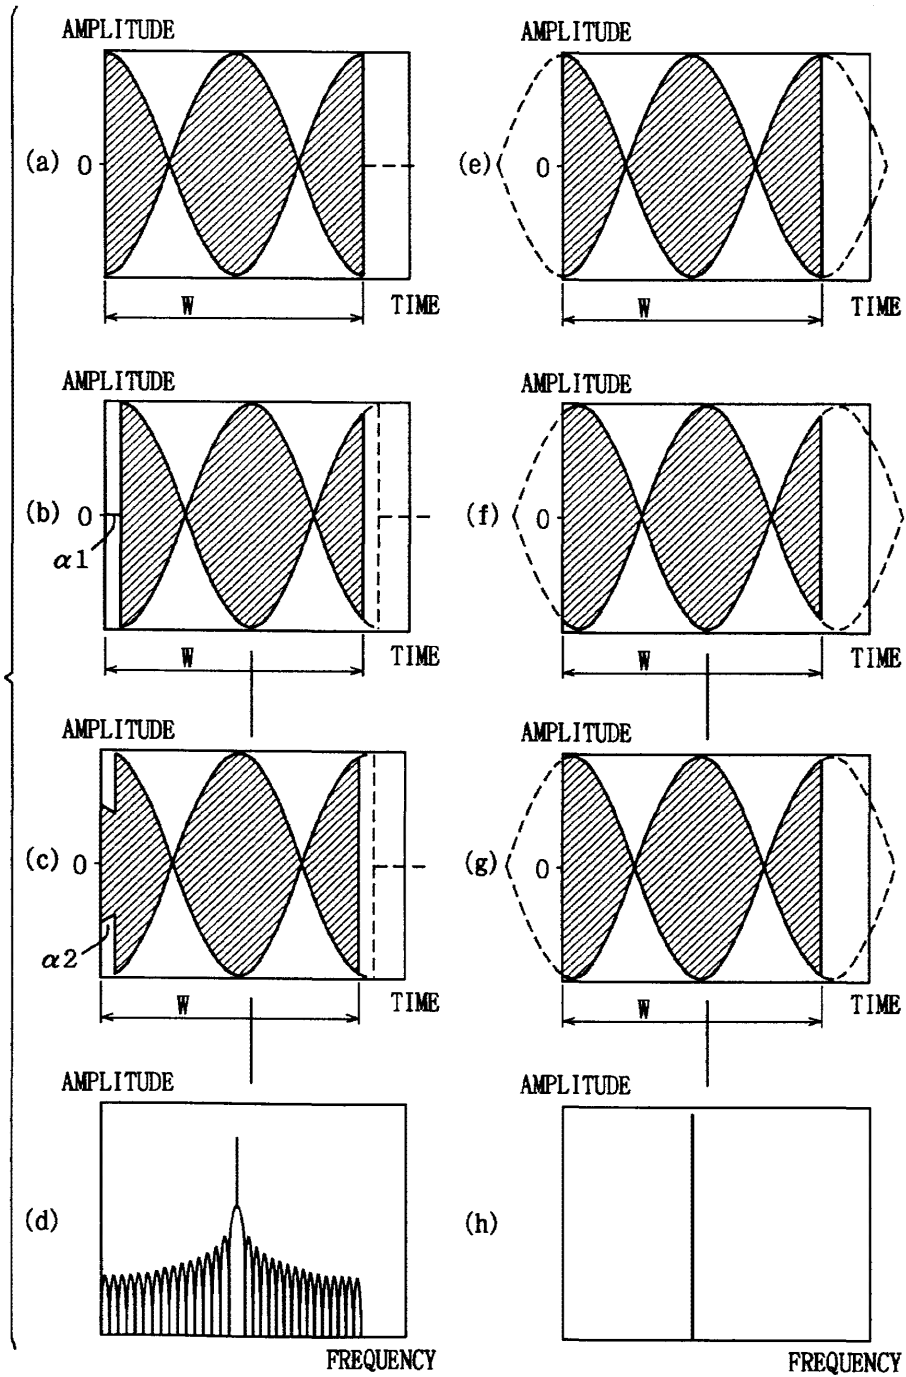 AMPLITUDE
(a) 0
W TIME
AMPLITUDE
(b) 0
α1
W TIME
AMPLITUDE
(c) 0
α2
W TIME
AMPLITUDE
(d)
FREQUENCY
AMPLITUDE
(e) 0
W TIME
AMPLITUDE
(f) 0
W TIME
AMPLITUDE
(g) 0
W TIME
AMPLITUDE
(h)
FREQUENCY